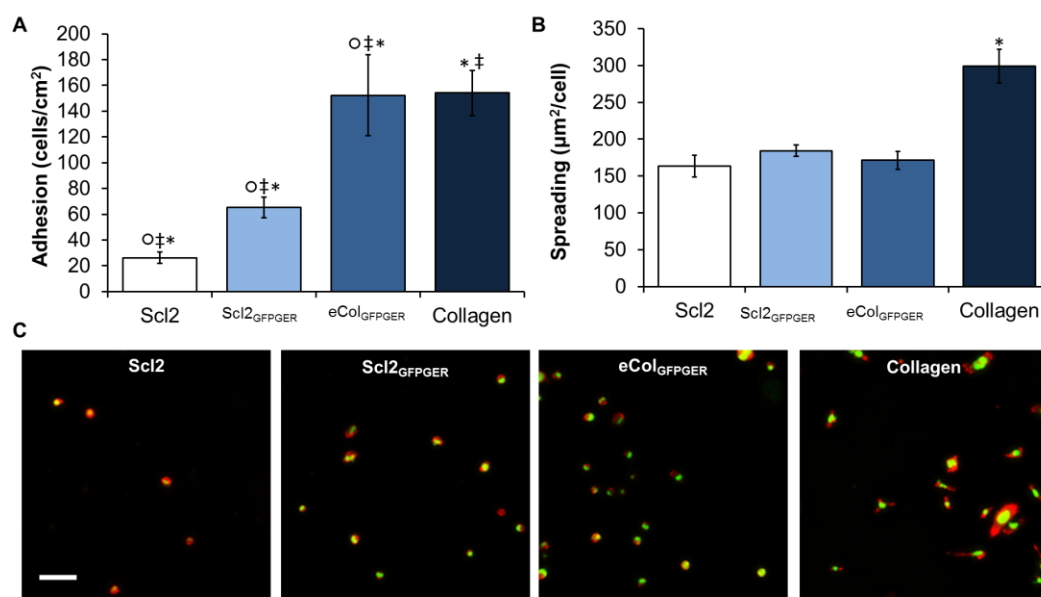 A
Adhesion (cells/cm²)
200
180
160
140
120
100
80
60
40
20
0
○‡*
○‡*
○‡*
*‡
Scl2
Scl2GFPGER
eColGFPGER
Collagen
B
Spreading (µm²/cell)
350
300
250
200
150
100
50
0
*
Scl2
Scl2GFPGER
eColGFPGER
Collagen
C
Scl2
Scl2GFPGER
eColGFPGER
Collagen